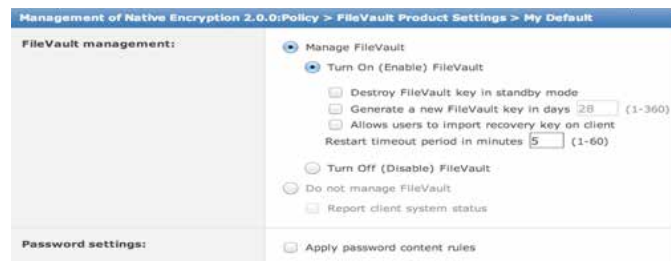 Management of Native Encryption 2.0.0:Policy > FileVault Product Settings > My Default
FileVault management:
Manage FileVault
Turn On (Enable) FileVault
Destroy FileVault key in standby mode
Generate a new FileVault key in days 28 (1-360)
Allows users to import recovery key on client
Restart timeout period in minutes 5 (1-60)
Turn Off (Disable) FileVault
Do not manage FileVault
Report client system status
Password settings:
Apply password content rules